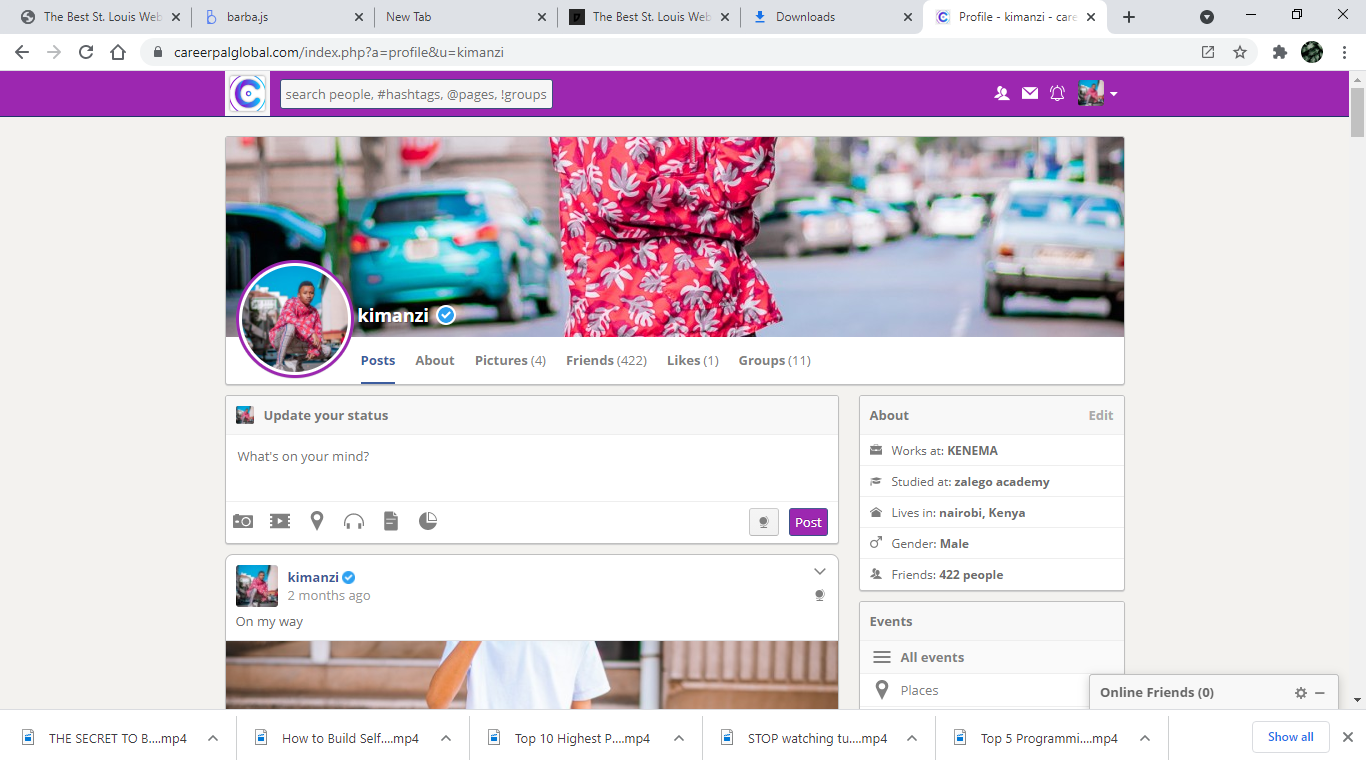 The Best St. Louis Web
barba.js
New Tab
The Best St. Louis Web
Downloads
Profile - kimanzi - care
careerpalglobal.com/index.php?a=profile&u=kimanzi
search people, #hashtags, @pages, !groups
kimanzi
Posts About Pictures (4) Friends (422) Likes (1) Groups (11)
Update your status
What's on your mind?
Post
kimanzi
2 months ago
On my way
About Edit
Works at: KENEMA
Studied at: zalego academy
Lives in: nairobi, Kenya
Gender: Male
Friends: 422 people
Events
All events
Places
Online Friends (0)
THE SECRET TO B....mp4
How to Build Self....mp4
Top 10 Highest P....mp4
STOP watching tu....mp4
Top 5 Programmi....mp4
Show all